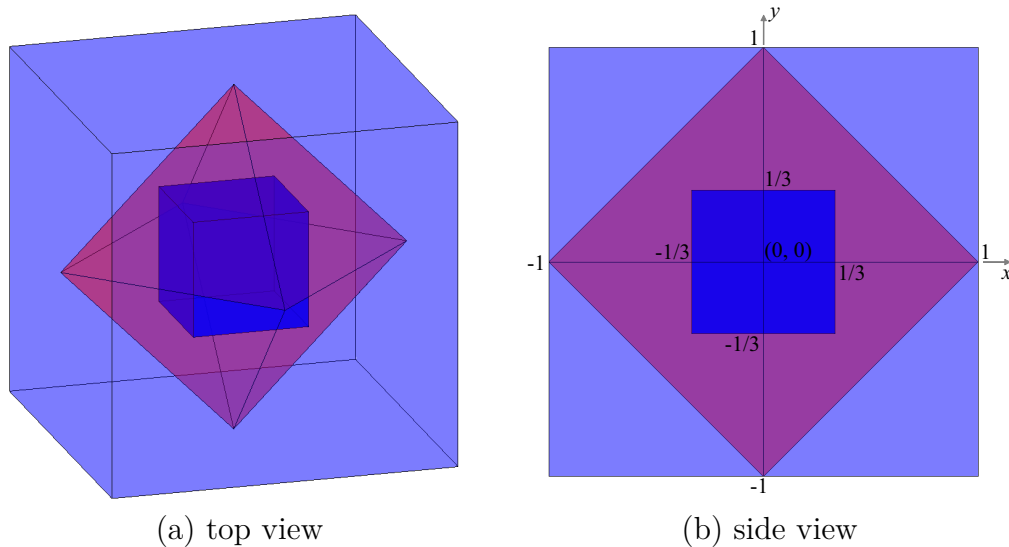 y
1
1/3
-1
-1/3
(0, 0)
1/3
1
x
-1/3
-1
(a) top view
(b) side view